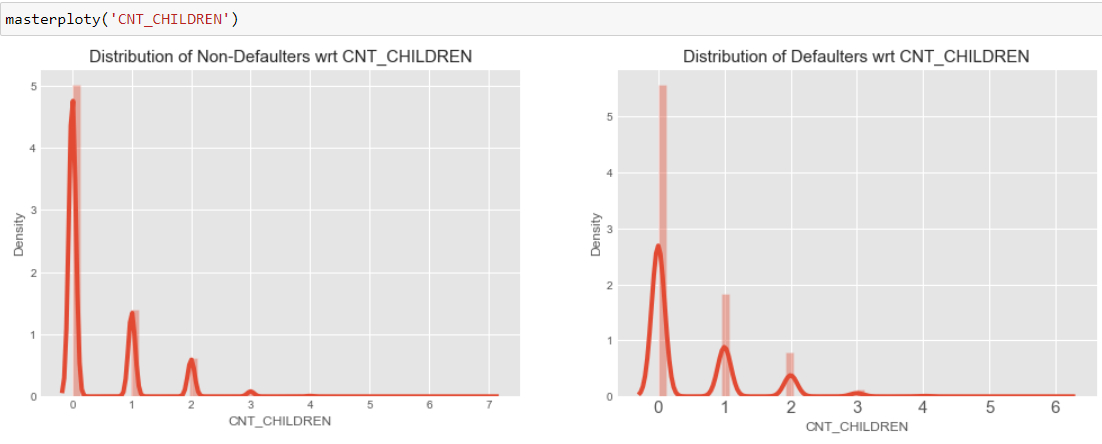 masterploty('CNT_CHILDREN')
Distribution of Non-Defaulters wrt CNT_CHILDREN
5
4
3
2
1
0
Density
0 1 2 3 4 5 6 7
CNT_CHILDREN
Distribution of Defaulters wrt CNT_CHILDREN
5
4
3
2
1
0
Density
0 1 2 3 4 5 6
CNT_CHILDREN